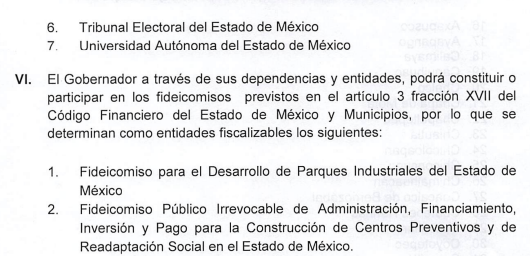 6. Tribunal Electoral del Estado de México
7. Universidad Autónoma del Estado de México
VI. El Gobernador a través de sus dependencias y entidades, podrá constituir o
participar en los fideicomisos previstos en el artículo 3 fracción XVII del
Código Financiero del Estado de México y Municipios, por lo que se
determinan como entidades fiscalizables los siguientes:
1. Fideicomiso para el Desarrollo de Parques Industriales del Estado de
México
2. Fideicomiso Público Irrevocable de Administración, Financiamiento,
Inversión y Pago para la Construcción de Centros Preventivos y de
Readaptación Social en el Estado de México.